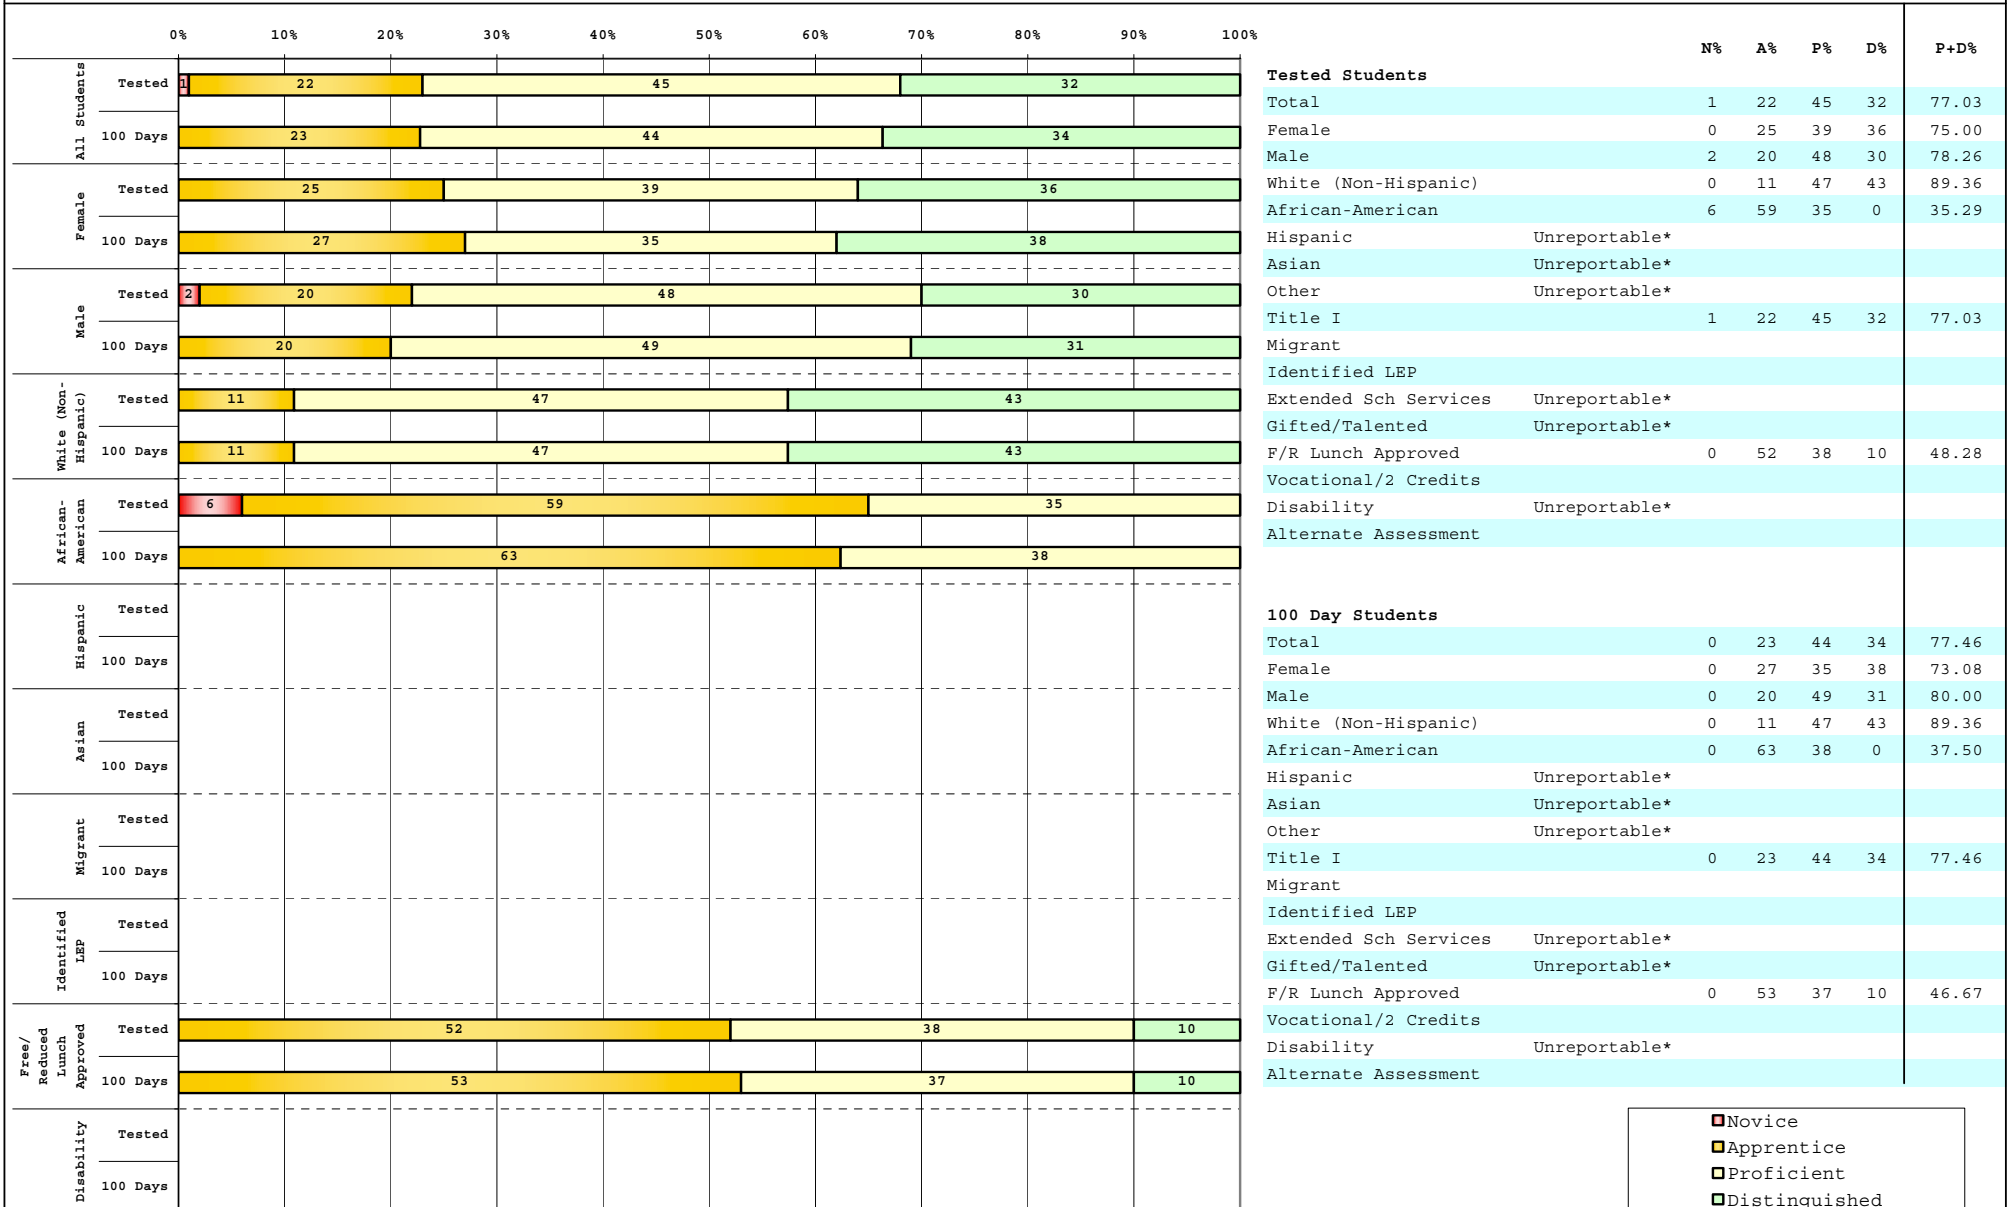 0% 10% 20% 30% 40% 50% 60% 70% 80% 90% 100%
All Students
Tested 1 22 45 32
100 Days 23 44 34
Female
Tested 25 39 36
100 Days 27 35 38
Male
Tested 2 20 48 30
100 Days 20 49 31
White (Non-
Hispanic)
Tested 11 47 43
100 Days 11 47 43
African-
American
Tested 6 59 35
100 Days 63 38
Hispanic
Tested
100 Days
Asian
Tested
100 Days
Migrant
Tested
100 Days
Identified
LEP
Tested
100 Days
Free/
Reduced
Lunch
Approved
Tested 52 38 10
100 Days 53 37 10
Disability
Tested
100 Days
N% A% P% D% P+D%
Tested Students
Total 1 22 45 32 77.03
Female 0 25 39 36 75.00
Male 2 20 48 30 78.26
White (Non-Hispanic) 0 11 47 43 89.36
African-American 6 59 35 0 35.29
Hispanic Unreportable*
Asian Unreportable*
Other Unreportable*
Title I 1 22 45 32 77.03
Migrant
Identified LEP
Extended Sch Services Unreportable*
Gifted/Talented Unreportable*
F/R Lunch Approved 0 52 38 10 48.28
Vocational/2 Credits
Disability Unreportable*
Alternate Assessment
100 Day Students
Total 0 23 44 34 77.46
Female 0 27 35 38 73.08
Male 0 20 49 31 80.00
White (Non-Hispanic) 0 11 47 43 89.36
African-American 0 63 38 0 37.50
Hispanic Unreportable*
Asian Unreportable*
Other Unreportable*
Title I 0 23 44 34 77.46
Migrant
Identified LEP
Extended Sch Services Unreportable*
Gifted/Talented Unreportable*
F/R Lunch Approved 0 53 37 10 46.67
Vocational/2 Credits
Disability Unreportable*
Alternate Assessment
Novice
Apprentice
Proficient
Distinguished